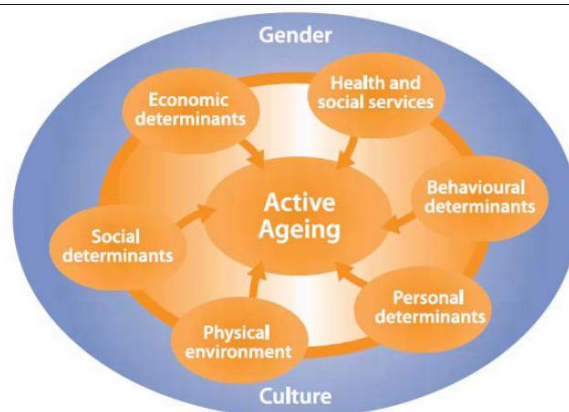 Gender
Economic
determinants
Health and
social services
Behavioural
determinants
Active
Ageing
Social
determinants
Personal
determinants
Physical
environment
Culture